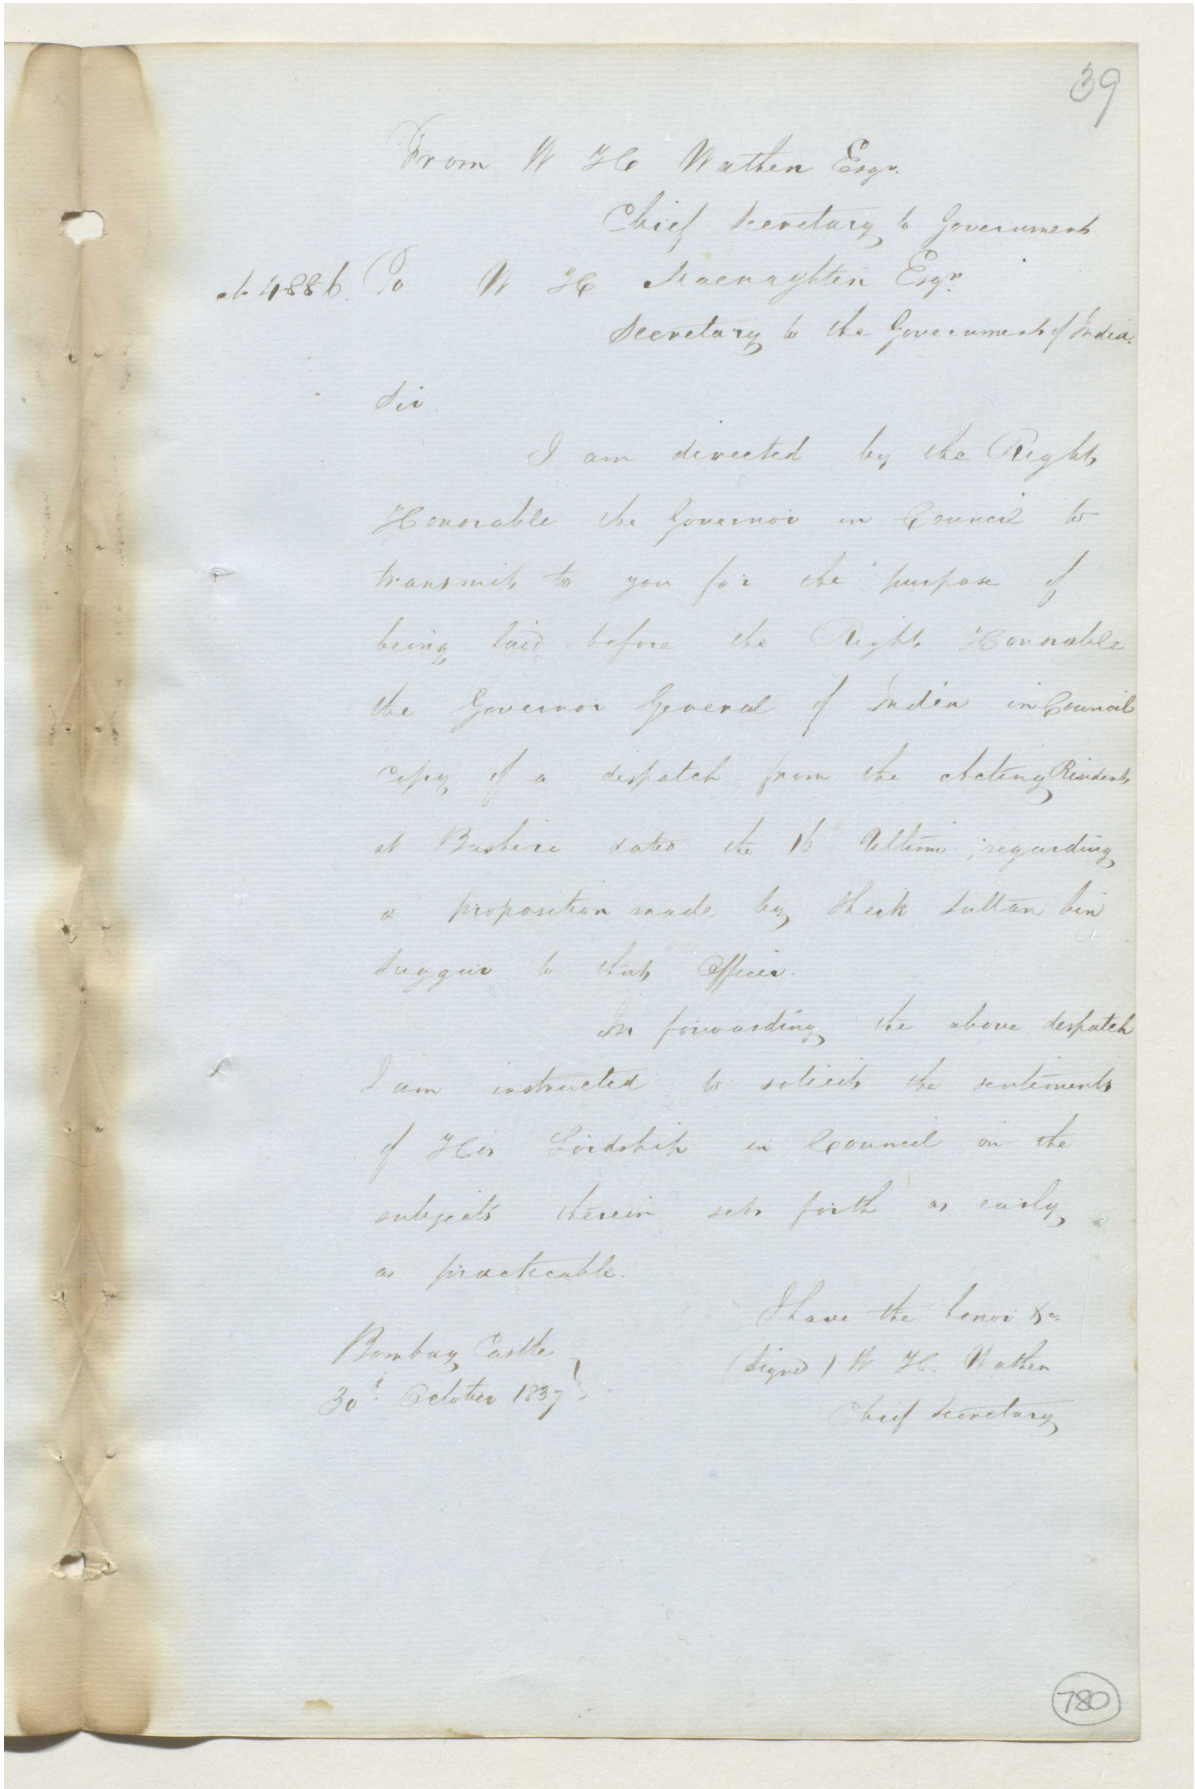 39
From W H Wathen Esqr.
Chief Secretary to Government
No 4886. To W H Macnaghten Esqr.
Secretary to the Government of India.
Sir
I am directed by the Right
Honorable the Governor in Council to
transmit to you for the purpose of
being laid before the Right Honorable
the Governor General of India in Council
copy of a dispatch from the Acting Resident
at Bushire dated the 16 Ultimo, regarding
a proposition made by Sheik Sultan bin
Suggur to that Officer.
In forwarding the above despatch
I am instructed to solicit the sentiments
of His Lordship in Council on the
subjects therein set forth as early
as practicable.
I have the honor &c
Bombay Castle
(Signed) W H. Wathen
30th October 1837
Chief Secretary
780